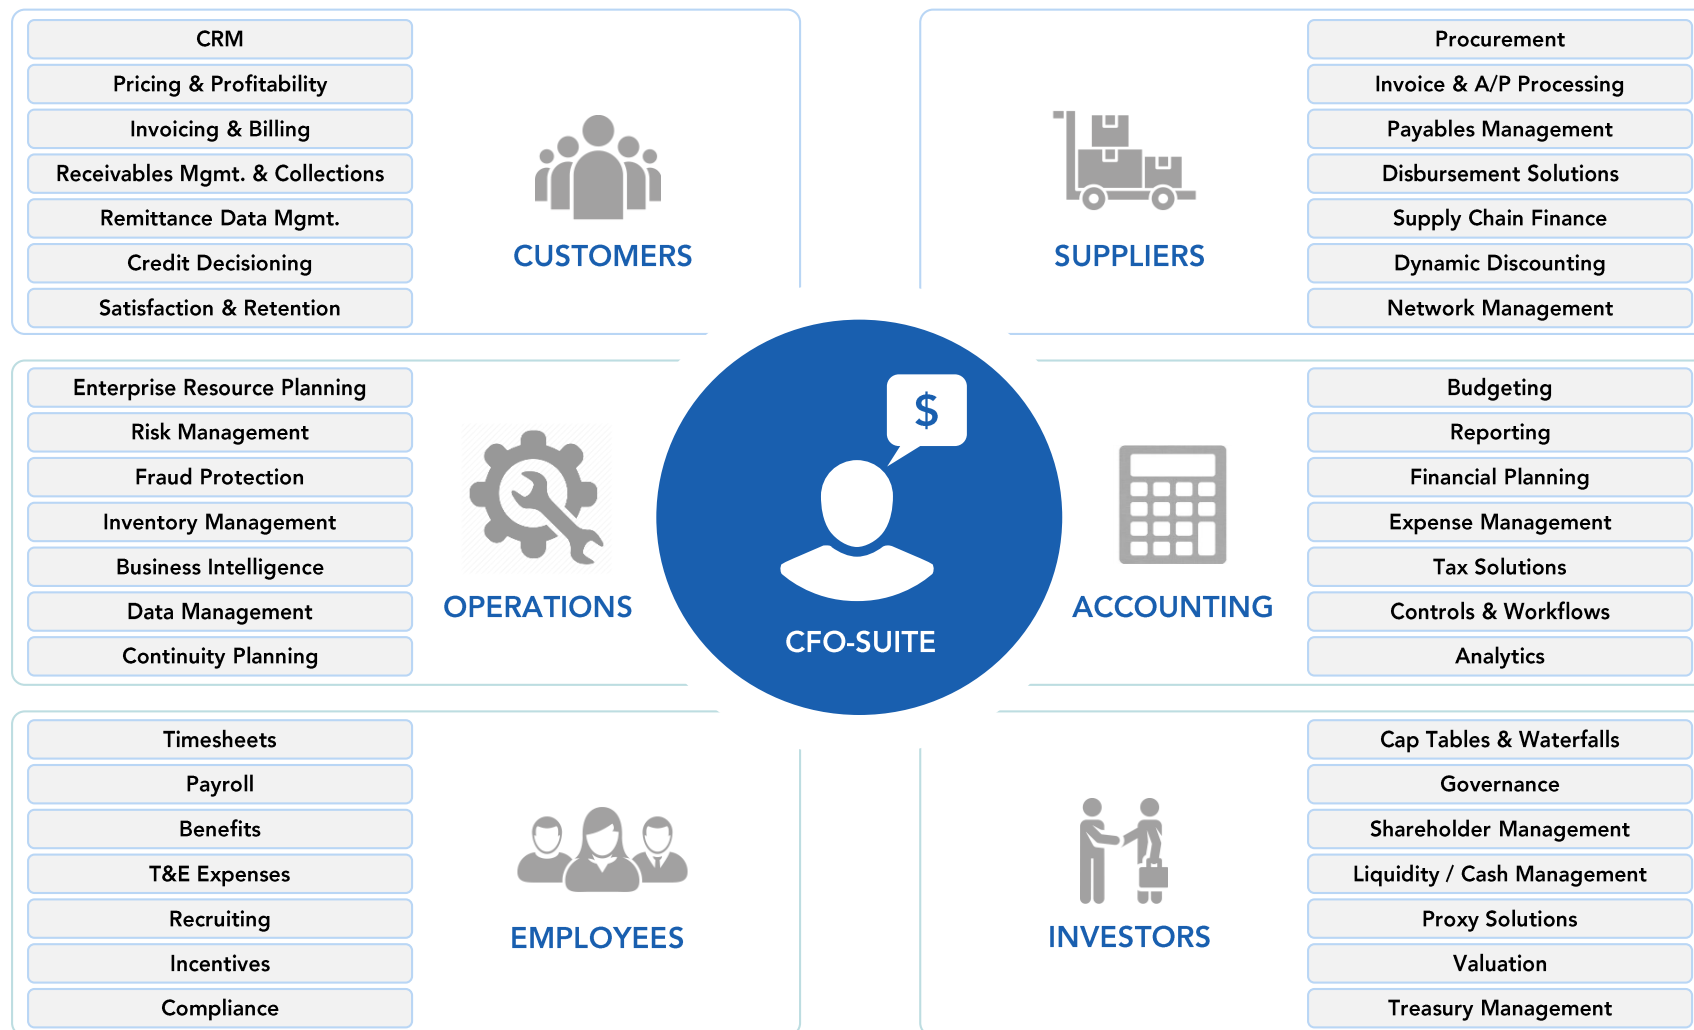 CRM
Pricing & Profitability
Invoicing & Billing
Receivables Mgmt. & Collections
Remittance Data Mgmt.
Credit Decisioning
Satisfaction & Retention
CUSTOMERS
SUPPLIERS
Procurement
Invoice & A/P Processing
Payables Management
Disbursement Solutions
Supply Chain Finance
Dynamic Discounting
Network Management
Enterprise Resource Planning
Risk Management
Fraud Protection
Inventory Management
Business Intelligence
Data Management
Continuity Planning
OPERATIONS
$
CFO-SUITE
ACCOUNTING
Budgeting
Reporting
Financial Planning
Expense Management
Tax Solutions
Controls & Workflows
Analytics
Timesheets
Payroll
Benefits
T&E Expenses
Recruiting
Incentives
Compliance
EMPLOYEES
INVESTORS
Cap Tables & Waterfalls
Governance
Shareholder Management
Liquidity / Cash Management
Proxy Solutions
Valuation
Treasury Management